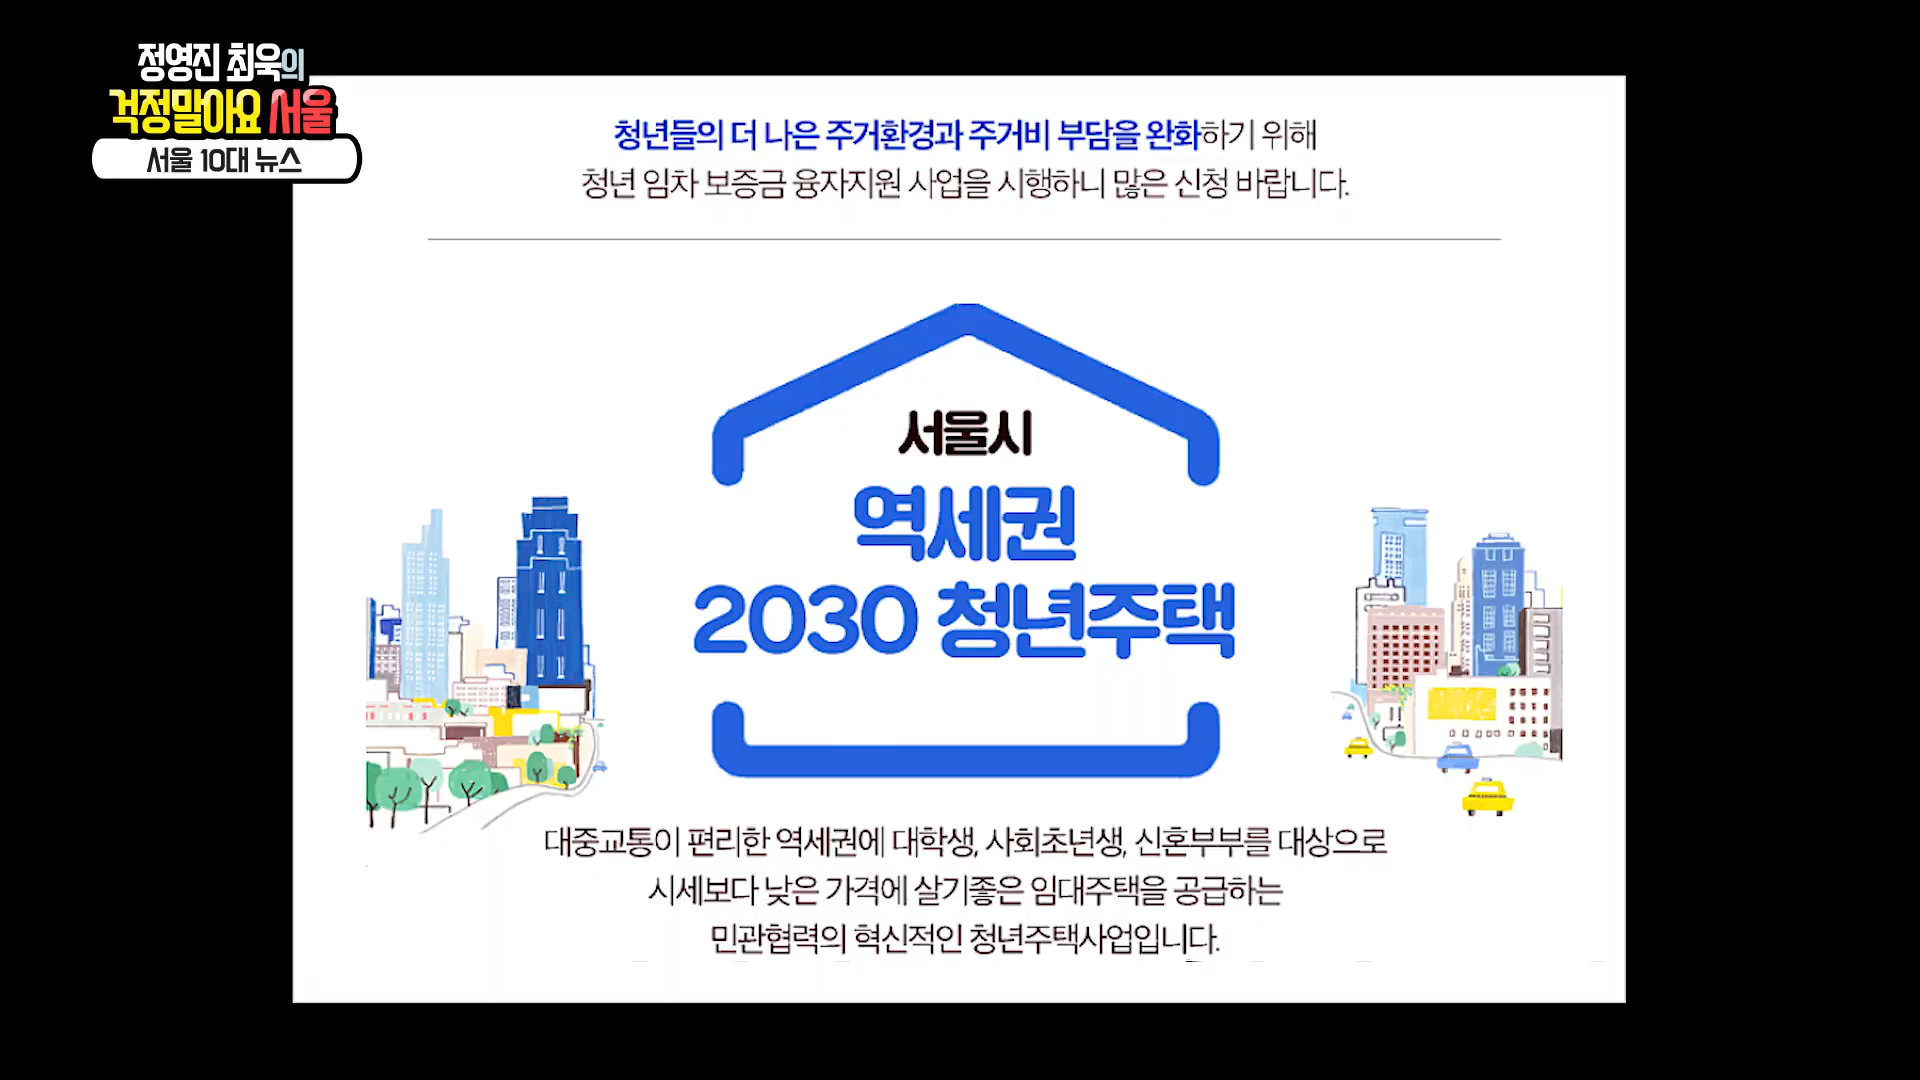 정영진 최욱의
걱정말아요 서울
서울 10대 뉴스
청년들의 더 나은 주거환경과 주거비 부담을 완화하기 위해
청년 임차 보증금 융자지원 사업을 시행하니 많은 신청 바랍니다.
서울시
역세권
2030 청년주택
대중교통이 편리한 역세권에 대학생, 사회초년생, 신혼부부를 대상으로
시세보다 낮은 가격에 살기좋은 임대주택을 공급하는
민관협력의 혁신적인 청년주택사업입니다.